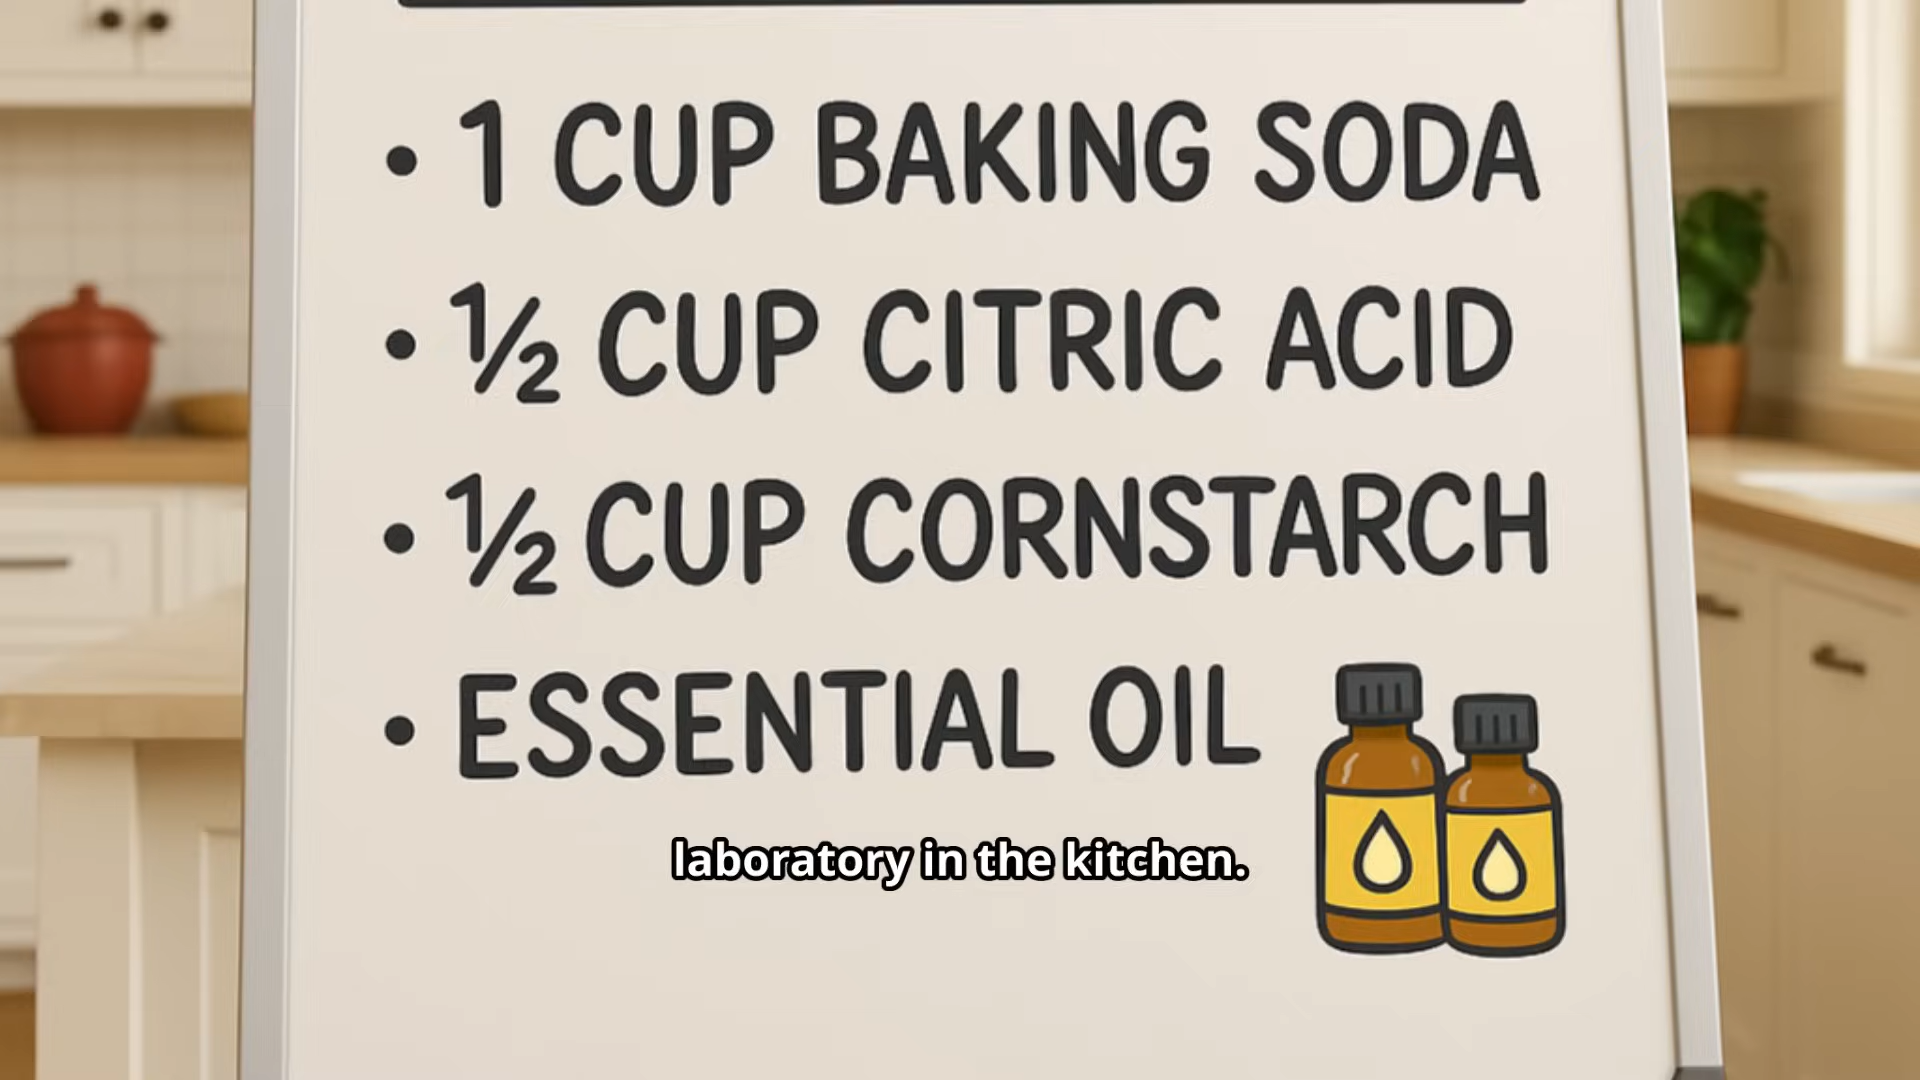 • 1 CUP BAKING SODA
• ½ CUP CITRIC ACID
• ½ CUP CORNSTARCH
• ESSENTIAL OIL
laboratory in the kitchen.